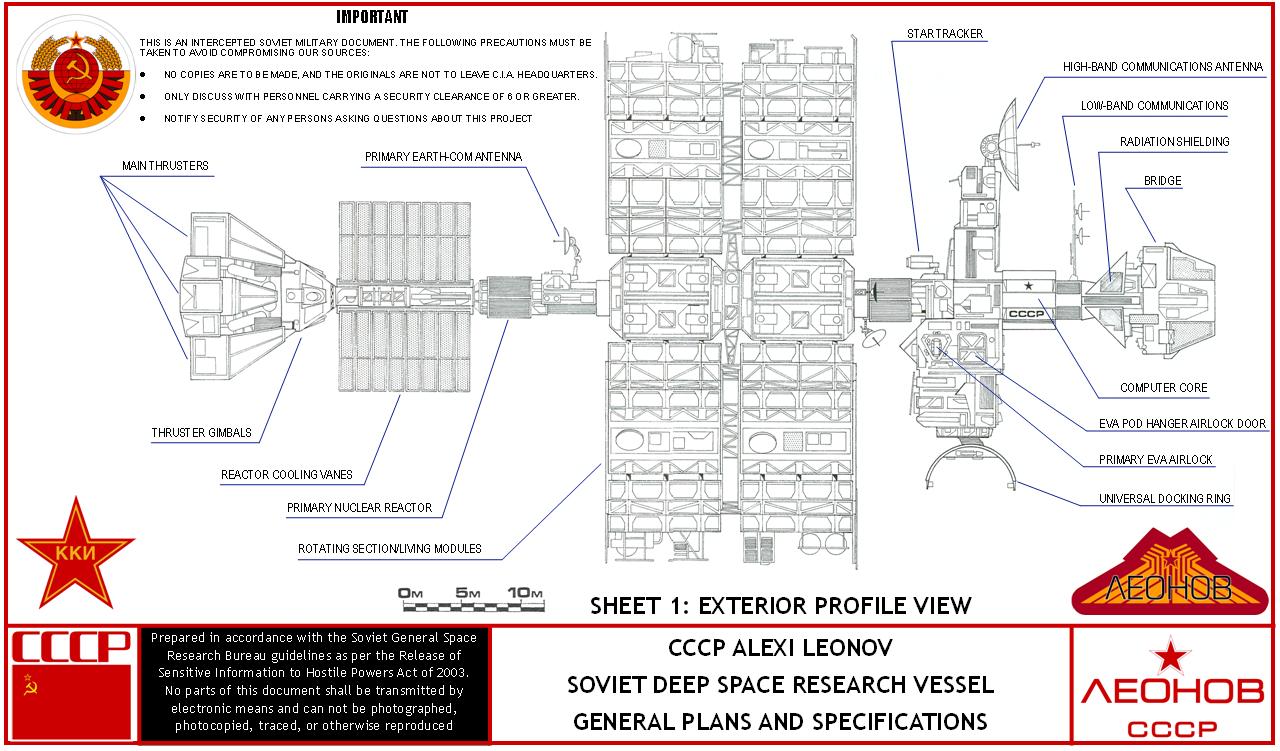 IMPORTANT
THIS IS AN INTERCEPTED SOVIET MILITARY DOCUMENT. THE FOLLOWING PRECAUTIONS MUST BE
TAKEN TO AVOID COMPROMISING OUR SOURCES:
• NO COPIES ARE TO BE MADE, AND THE ORIGINALS ARE NOT TO LEAVE C.I.A. HEADQUARTERS.
• ONLY DISCUSS WITH PERSONNEL CARRYING A SECURITY CLEARANCE OF 6 OR GREATER.
• NOTIFY SECURITY OF ANY PERSONS ASKING QUESTIONS ABOUT THIS PROJECT
STAR TRACKER
HIGH-BAND COMMUNICATIONS ANTENNA
LOW-BAND COMMUNICATIONS
RADIATION SHIELDING
BRIDGE
MAIN THRUSTERS
PRIMARY EARTH-COM ANTENNA
CCCP
COMPUTER CORE
EVA POD HANGER AIRLOCK DOOR
PRIMARY EVA AIRLOCK
UNIVERSAL DOCKING RING
THRUSTER GIMBALS
REACTOR COOLING VANES
PRIMARY NUCLEAR REACTOR
ROTATING SECTION/LIVING MODULES
ККИ
0M 5M 10M
SHEET 1: EXTERIOR PROFILE VIEW
ЛЕОНОВ
СССР
Prepared in accordance with the Soviet General Space
Research Bureau guidelines as per the Release of
Sensitive Information to Hostile Powers Act of 2003.
No parts of this document shall be transmitted by
electronic means and can not be photographed,
photocopied, traced, or otherwise reproduced
CCCP ALEXI LEONOV
SOVIET DEEP SPACE RESEARCH VESSEL
GENERAL PLANS AND SPECIFICATIONS
ЛЕОНОВ
СССР